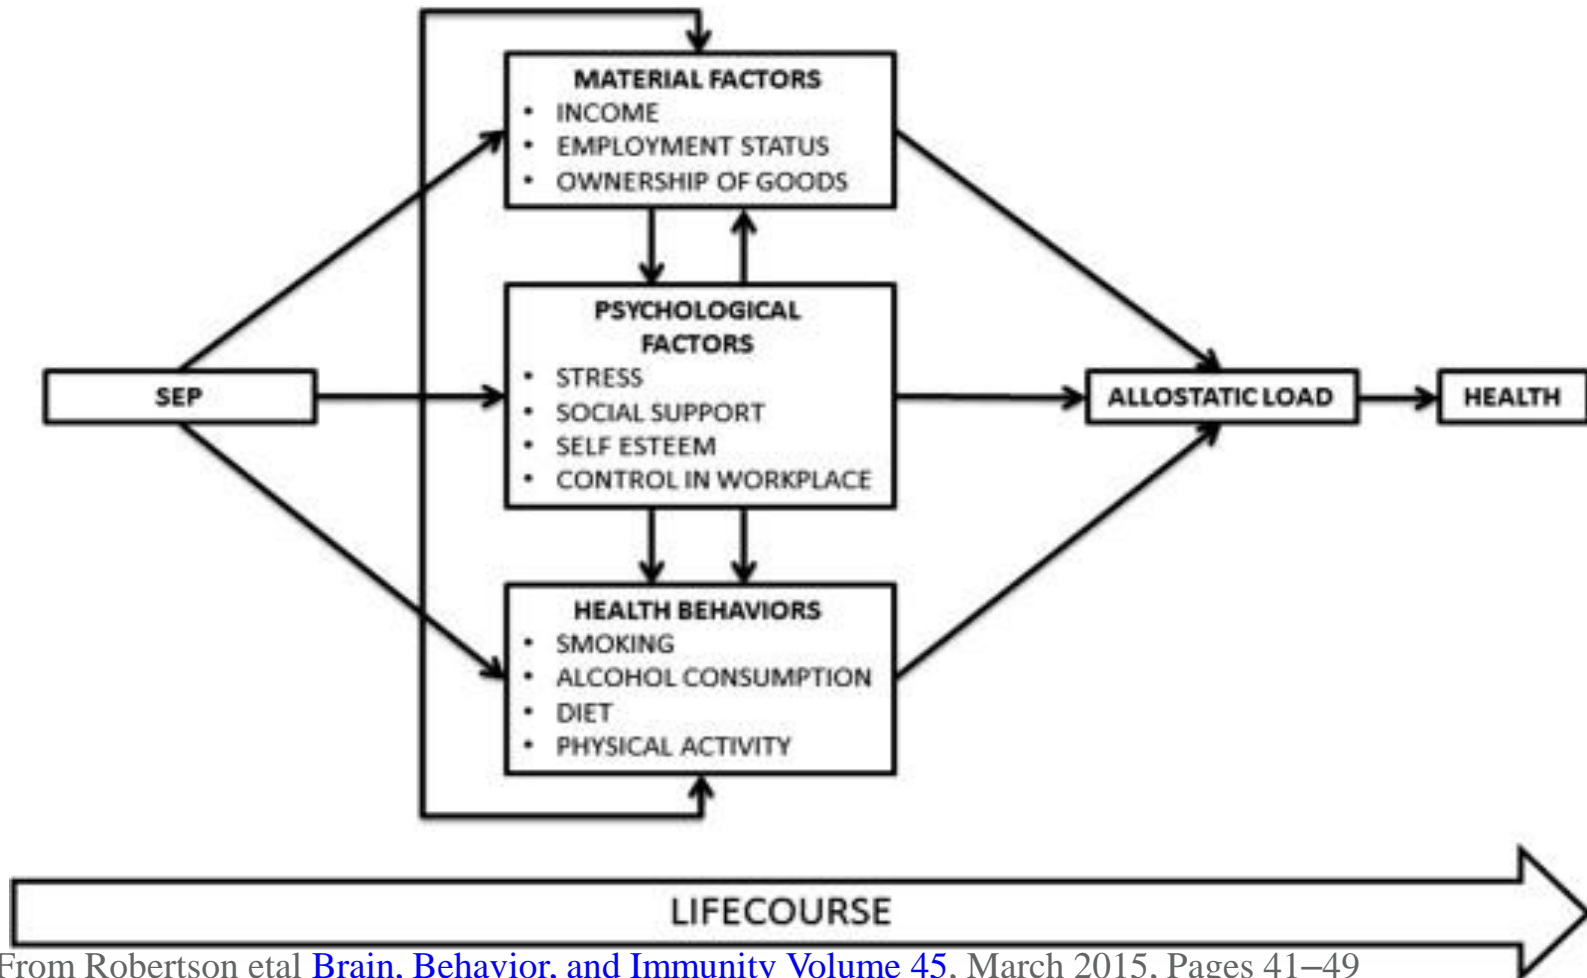 MATERIAL FACTORS
• INCOME
• EMPLOYMENT STATUS
• OWNERSHIP OF GOODS
PSYCHOLOGICAL
FACTORS
• STRESS
• SOCIAL SUPPORT
• SELF ESTEEM
• CONTROL IN WORKPLACE
SEP
ALLOSTATIC LOAD
HEALTH
HEALTH BEHAVIORS
• SMOKING
• ALCOHOL CONSUMPTION
• DIET
• PHYSICAL ACTIVITY
LIFECOURSE
From Robertson etal Brain, Behavior, and Immunity Volume 45, March 2015, Pages 41–49